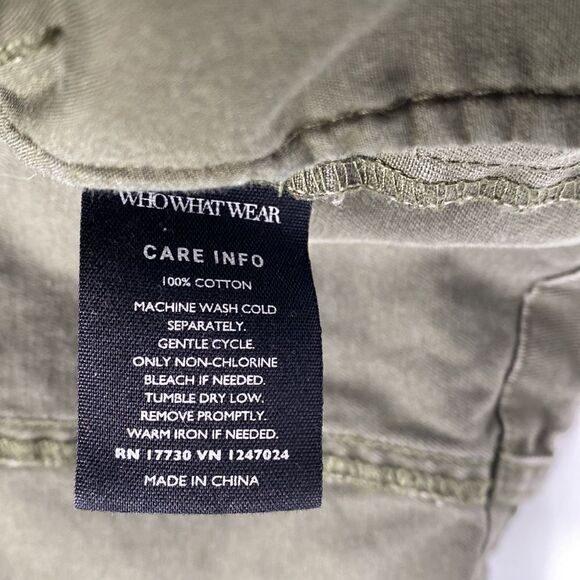 WHO WHAT WEAR
CARE INFO
100% COTTON
MACHINE WASH COLD
SEPARATELY.
GENTLE CYCLE.
ONLY NON-CHLORINE
BLEACH IF NEEDED.
TUMBLE DRY LOW.
REMOVE PROMPTLY.
WARM IRON IF NEEDED.
RN 17730 VN 1247024
MADE IN CHINA